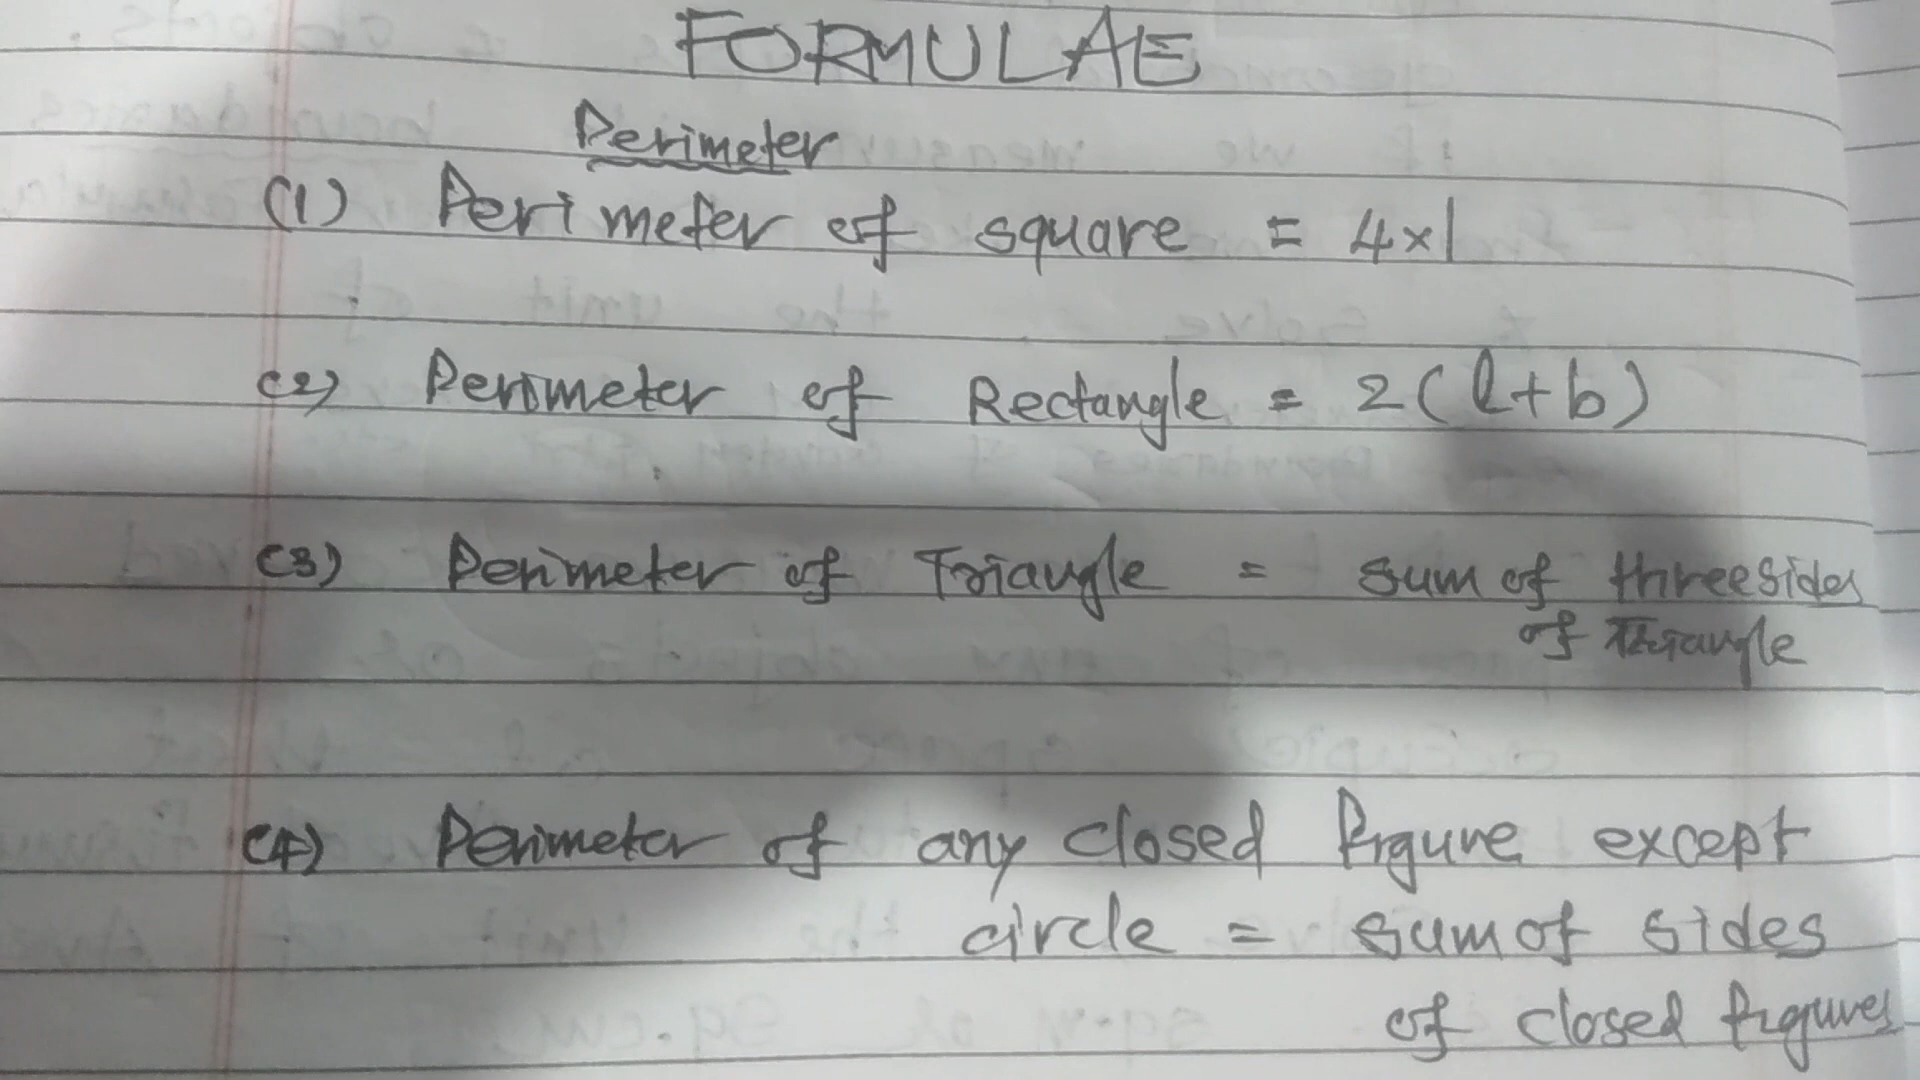 FORMULAE
Perimeter
(1) Perimeter of square = 4×l
(2) Perimeter of Rectangle = 2(l+b)
(3) Perimeter of Triangle = sum of three sides
of Triangle
(4) Perimeter of any closed figure except
circle = sum of sides
of closed figures